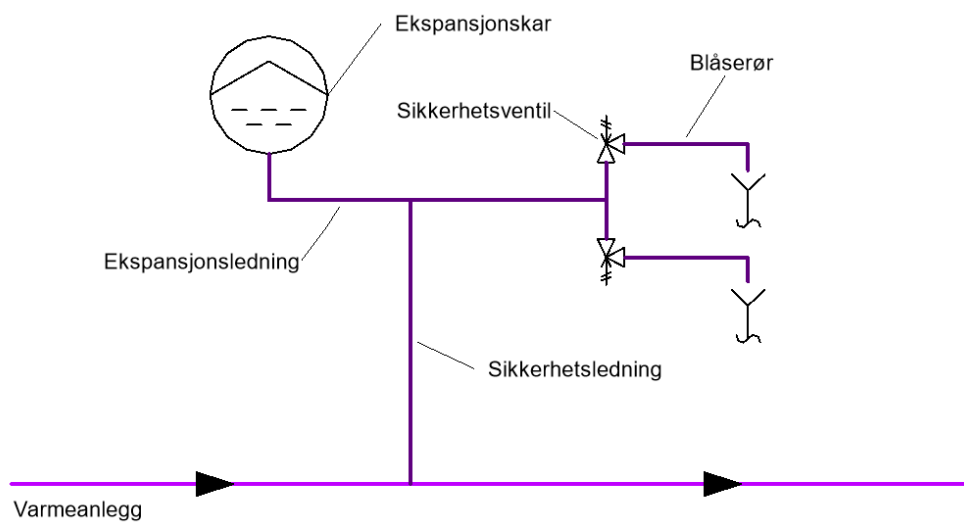 Ekspansjonskar
Blåserør
Sikkerhetsventil
Ekspansjonsledning
Sikkerhetsledning
Varmeanlegg